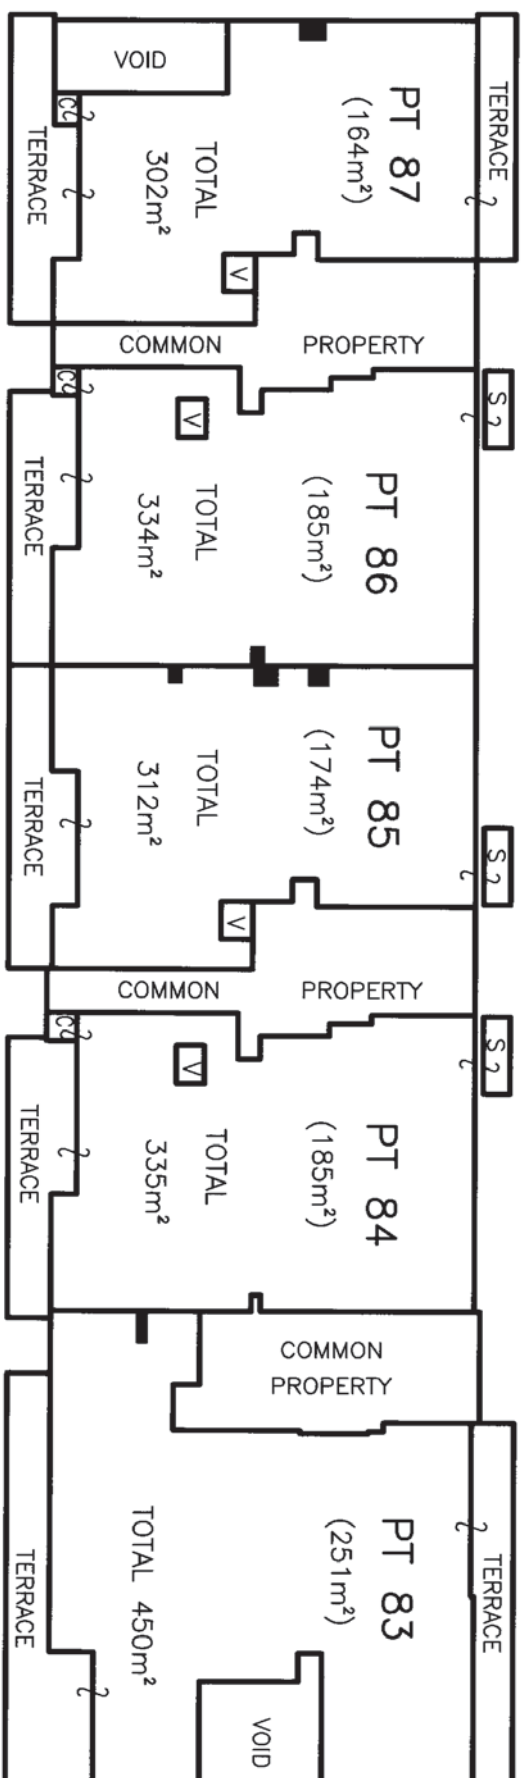 VOID
TERRACE
PT 87
(164m²)
TOTAL
302m²
CC
TERRACE
V
COMMON PROPERTY
CC
S
V
PT 86
(185m²)
TOTAL
334m²
TERRACE
PT 85
(174m²)
TOTAL
312m²
TERRACE
S
V
COMMON PROPERTY
CC
S
V
PT 84
(185m²)
TOTAL
335m²
TERRACE
COMMON
PROPERTY
PT 83
(251m²)
TOTAL 450m²
TERRACE
TERRACE
VOID